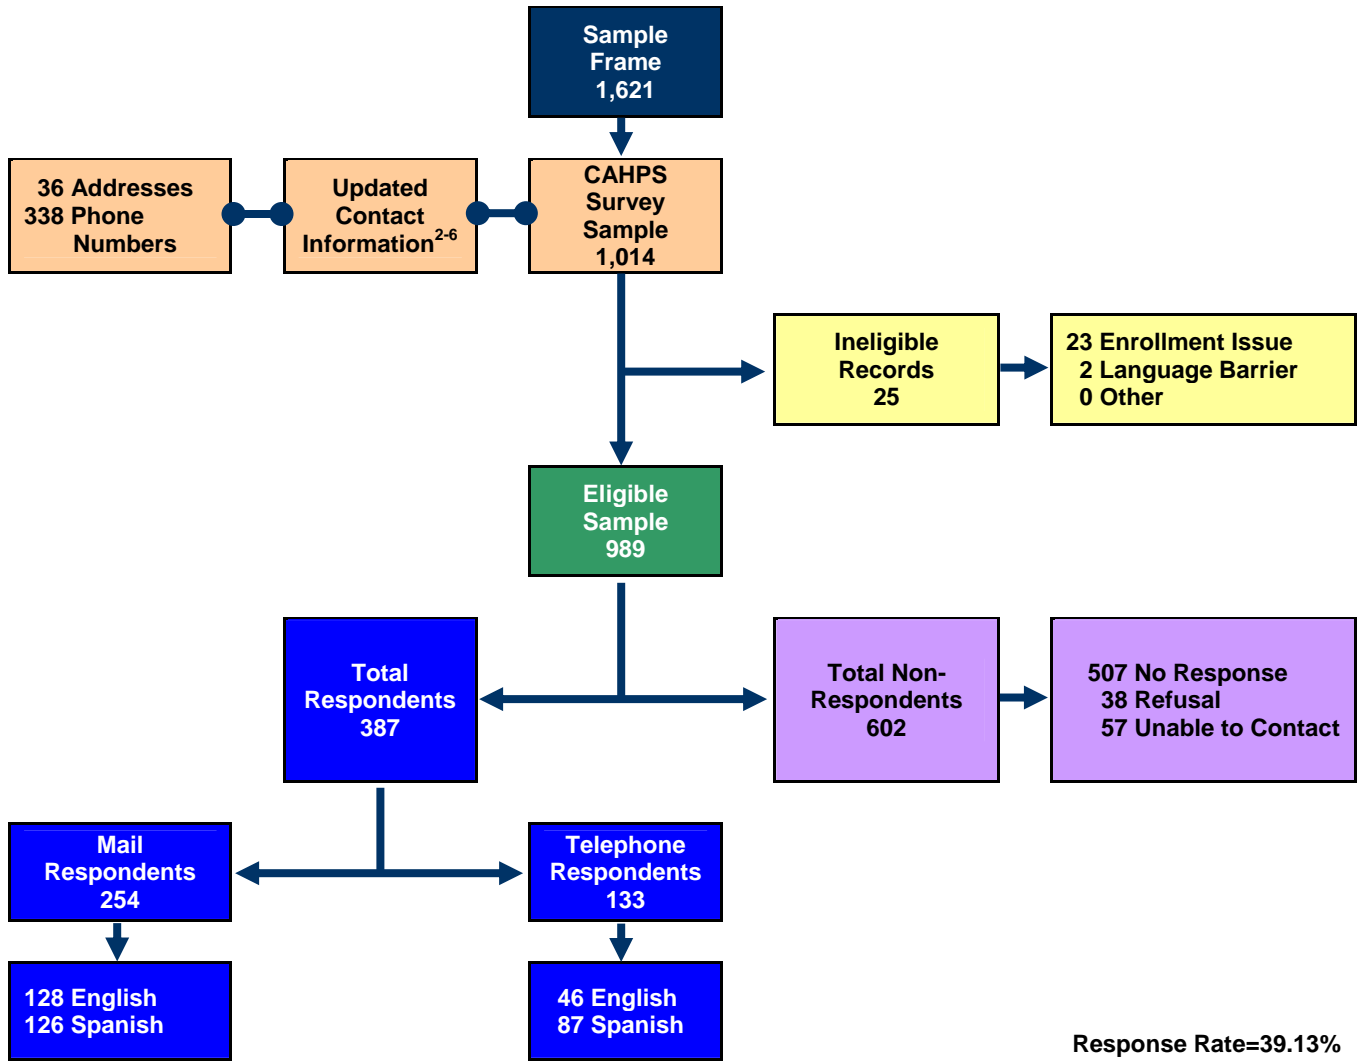 Sample
Frame
1,621
36 Addresses
338 Phone
Numbers
Updated
Contact
Information2-6
CAHPS
Survey
Sample
1,014
Ineligible
Records
25
23 Enrollment Issue
2 Language Barrier
0 Other
Eligible
Sample
989
Total
Respondents
387
Total Non-
Respondents
602
507 No Response
38 Refusal
57 Unable to Contact
Mail
Respondents
254
Telephone
Respondents
133
128 English
126 Spanish
46 English
87 Spanish
Response Rate=39.13%